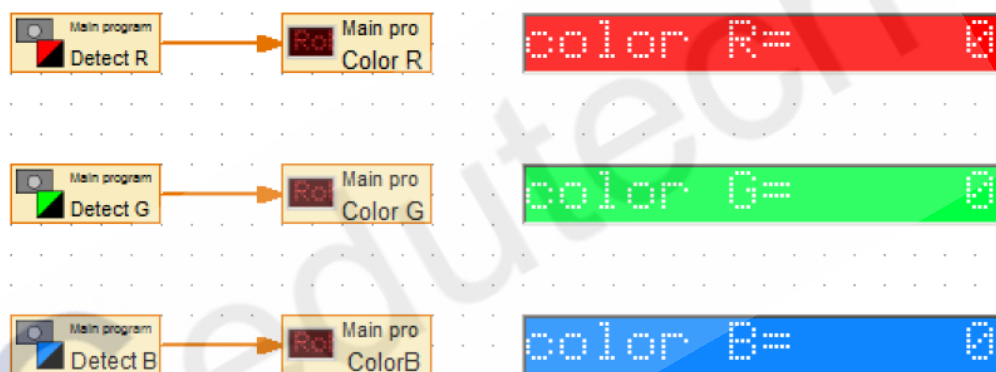 Main program Main pro
Detect R Color R
color R= 0
Main program Main pro
Detect G Color G
color G= 0
Main program Main pro
Detect B ColorB
color B= 0
edutech